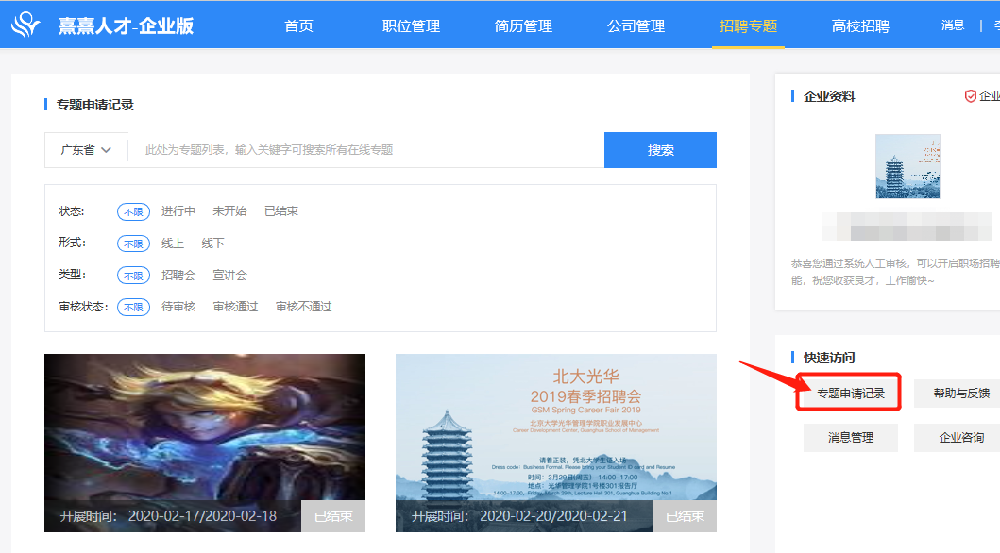 熹熹人才-企业版 首页 职位管理 简历管理 公司管理 招聘专题 高校招聘 消息 |
专题申请记录
广东省 此处为专题列表，输入关键字可搜索所有在线专题 搜索
状态: 不限 进行中 未开始 已结束
形式: 不限 线上 线下
类型: 不限 招聘会 宣讲会
审核状态: 不限 待审核 审核通过 审核不通过
开展时间： 2020-02-17/2020-02-18 已结束
北大光华
2019春季招聘会
GSM Spring Career Fair 2019
北京大学光华管理学院职业发展中心
Career Development Center, Guanghua School of Management
请着正装，凭北大学生证入场
Dress code: Business Formal. Please bring your Student ID card and Resume
时间：3月29日(周五) 14:00-17:00
地点：光华管理学院1号楼301报告厅
14:00-17:00, Friday, March 29th, Lecture Hall 301, Guanghua Building No.1
开展时间： 2020-02-20/2020-02-21 已结束
企业资料 企业
恭喜您通过系统人工审核，可以开启职场招聘
能，祝您收获良才，工作愉快~
快速访问
专题申请记录 帮助与反馈
消息管理 企业咨询